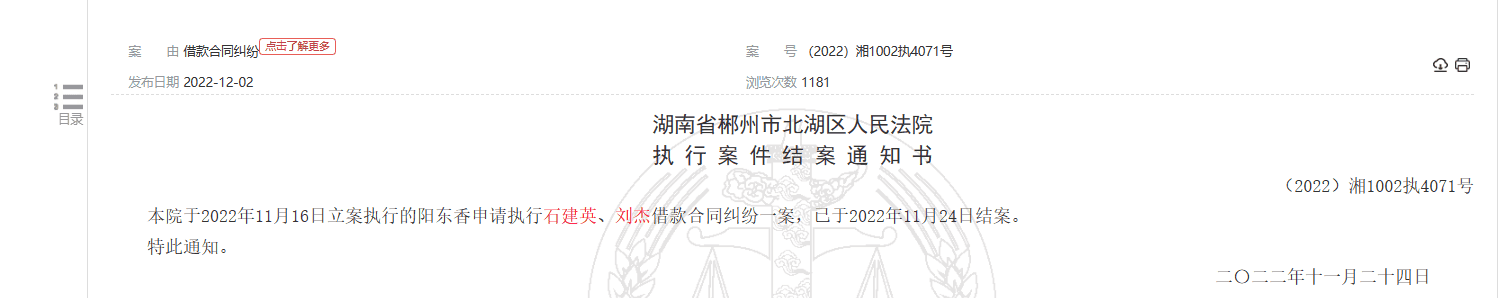 案 由 借款合同纠纷 点击了解更多 案 号 （2022）湘1002执4071号
发布日期 2022-12-02 浏览次数 1181
1
2
3
目录
湖南省郴州市北湖区人民法院
执行案件结案通知书
（2022）湘1002执4071号
本院于2022年11月16日立案执行的阳东香申请执行石建英、刘杰借款合同纠纷一案，已于2022年11月24日结案。
特此通知。
二〇二二年十一月二十四日